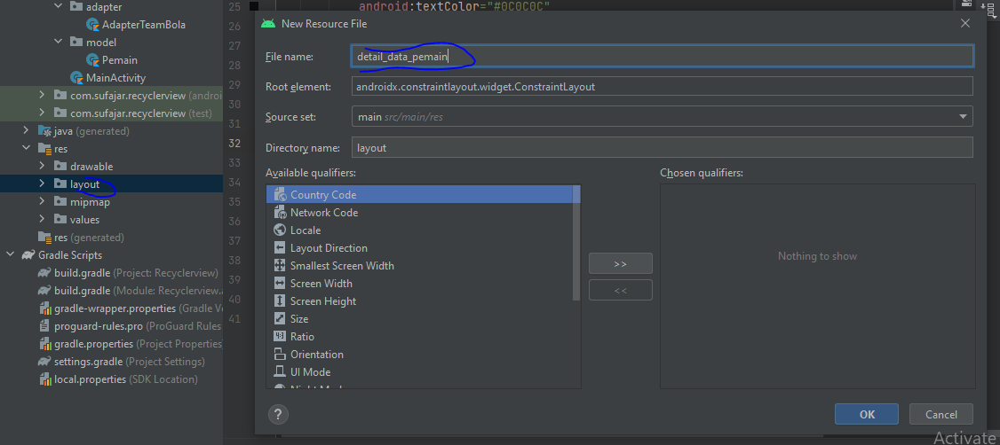 adapter
AdapterTeamBola
model
Pemain
MainActivity
com.sufajar.recyclerview (androi
com.sufajar.recyclerview (test)
java (generated)
res
drawable
layout
mipmap
values
res (generated)
Gradle Scripts
build.gradle (Project: Recyclerview)
build.gradle (Module: Recyclerview.a
gradle-wrapper.properties (Gradle Ve
proguard-rules.pro (ProGuard Rules
gradle.properties (Project Properties)
settings.gradle (Project Settings)
local.properties (SDK Location)
25 android:textColor="#0C0C0C"
26
27
28
29
30
31
32
33
34
35
36
37
38
39
40
41
New Resource File
File name: detail_data_pemain
Root element: androidx.constraintlayout.widget.ConstraintLayout
Source set: main src/main/res
Directory name: layout
Available qualifiers:
Country Code
Network Code
Locale
Layout Direction
Smallest Screen Width
Screen Width
Screen Height
Size
Ratio
Orientation
UI Mode
>>
<<
Chosen qualifiers:
Nothing to show
?
OK Cancel
Activate